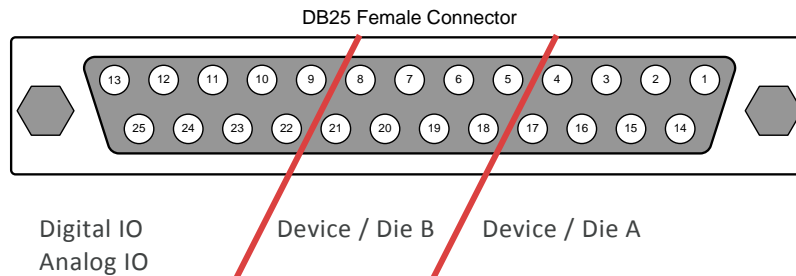 DB25 Female Connector
13 12 11 10 9 8 7 6 5 4 3 2 1
25 24 23 22 21 20 19 18 17 16 15 14
Digital IO Device / Die B Device / Die A
Analog IO